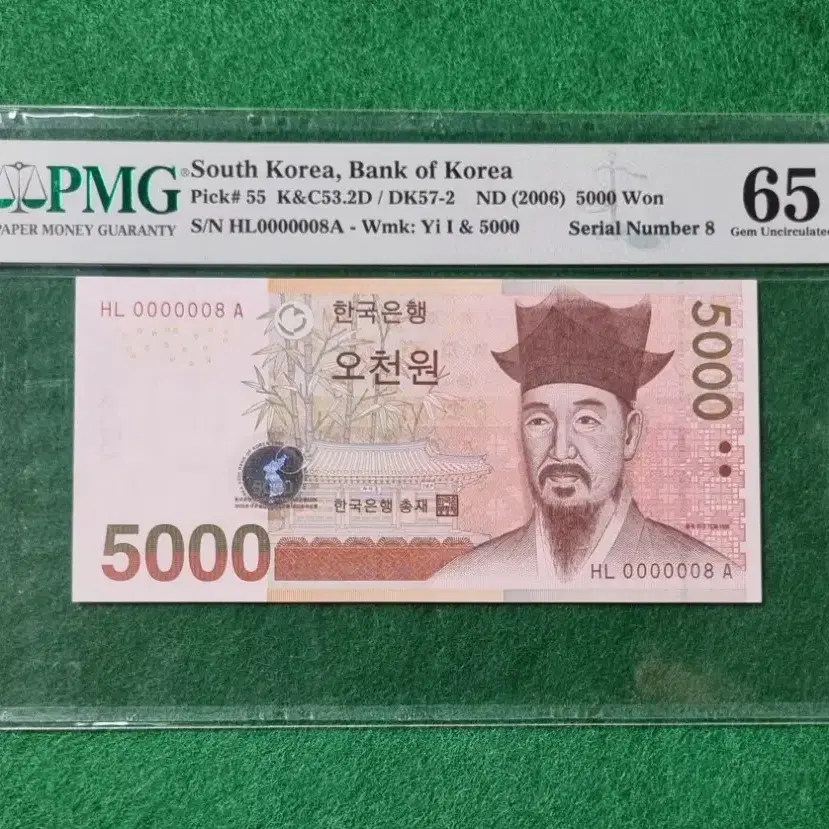 PMG®
PAPER MONEY GUARANTY
South Korea, Bank of Korea
Pick# 55 K&C53.2D / DK57-2 ND (2006) 5000 Won
S/N HL0000008A - Wmk: Yi I & 5000 Serial Number 8
65
Gem Uncirculated
HL 0000008 A
한국은행
오천원
5000
한국은행 총재
5000
HL 0000008 A